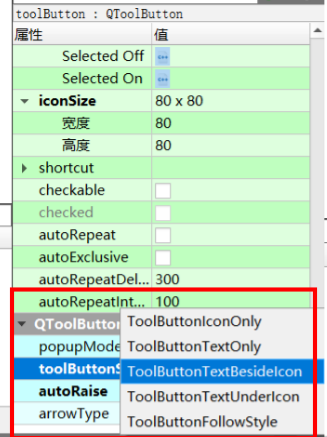 toolButton : QToolButton
属性 值
Selected Off
Selected On
iconSize 80 x 80
宽度 80
高度 80
shortcut
checkable
checked
autoRepeat
autoExclusive
autoRepeatDel... 300
autoRepeatInt... 100
QToolButton
popupMode
toolButtonS
autoRaise
arrowType
ToolButtonIconOnly
ToolButtonTextOnly
ToolButtonTextBesideIcon
ToolButtonTextUnderIcon
ToolButtonFollowStyle